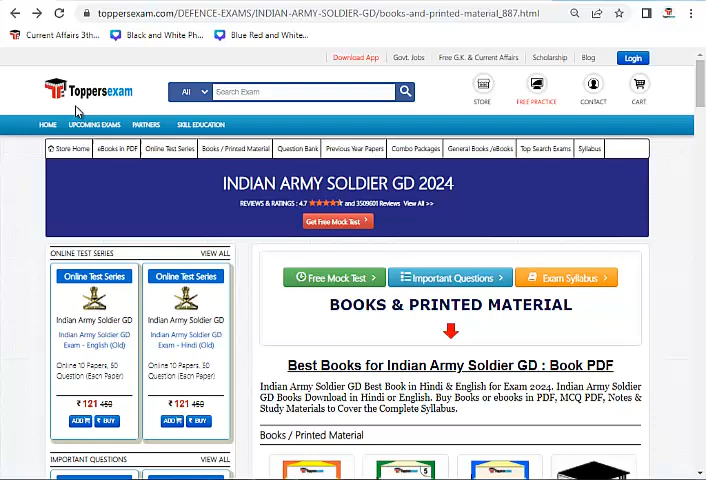 toppersexam.com/DEFENCE-EXAMS/INDIAN-ARMY-SOLDIER-GD/books-and-printed-material_887.html
Current Affairs 3th... Black and White Ph... Blue Red and White...
Download App Govt. Jobs Free G.K. & Current Affairs Scholarship Blog Login
Toppersexam
All Search Exam
STORE FREE PRACTICE CONTACT CART
HOME UPCOMING EXAMS PARTNERS SKILL EDUCATION
Store Home eBooks in PDF Online Test Series Books / Printed Material Question Bank Previous Year Papers Combo Packages General Books /eBooks Top Search Exams Syllabus
INDIAN ARMY SOLDIER GD 2024
REVIEWS & RATINGS : 4.7 and 3509601 Reviews View All >>
Get Free Mock Test
ONLINE TEST SERIES VIEW ALL
Online Test Series
Indian Army Soldier GD
Indian Army Soldier GD
Exam - English (Old)
Online 10 Papers, 50
Question (Each Paper)
₹ 121 450
ADD ₹ BUY
Online Test Series
Indian Army Soldier GD
Indian Army Soldier GD
Exam - Hindi (Old)
Online 10 Papers, 50
Question (Each Paper)
₹ 121 450
ADD ₹ BUY
IMPORTANT QUESTIONS VIEW ALL
Free Mock Test Important Questions Exam Syllabus
BOOKS & PRINTED MATERIAL
Best Books for Indian Army Soldier GD : Book PDF
Indian Army Soldier GD Best Book in Hindi & English for Exam 2024. Indian Army Soldier
GD Books Download in Hindi or English. Buy Books or ebooks in PDF, MCQ PDF, Notes &
Study Materials to Cover the Complete Syllabus.
Books / Printed Material